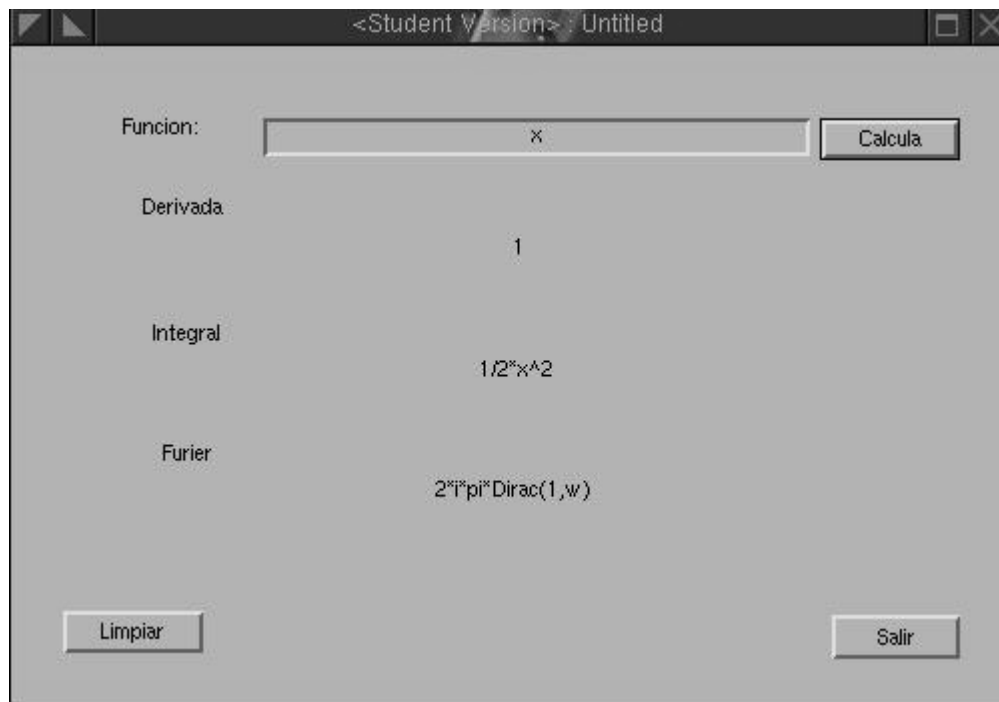 <Student Version> : Untitled
Funcion:
x
Calcula
Derivada
1
Integral
1/2*x^2
Furier
2*i*pi*Dirac(1,w)
Limpiar
Salir